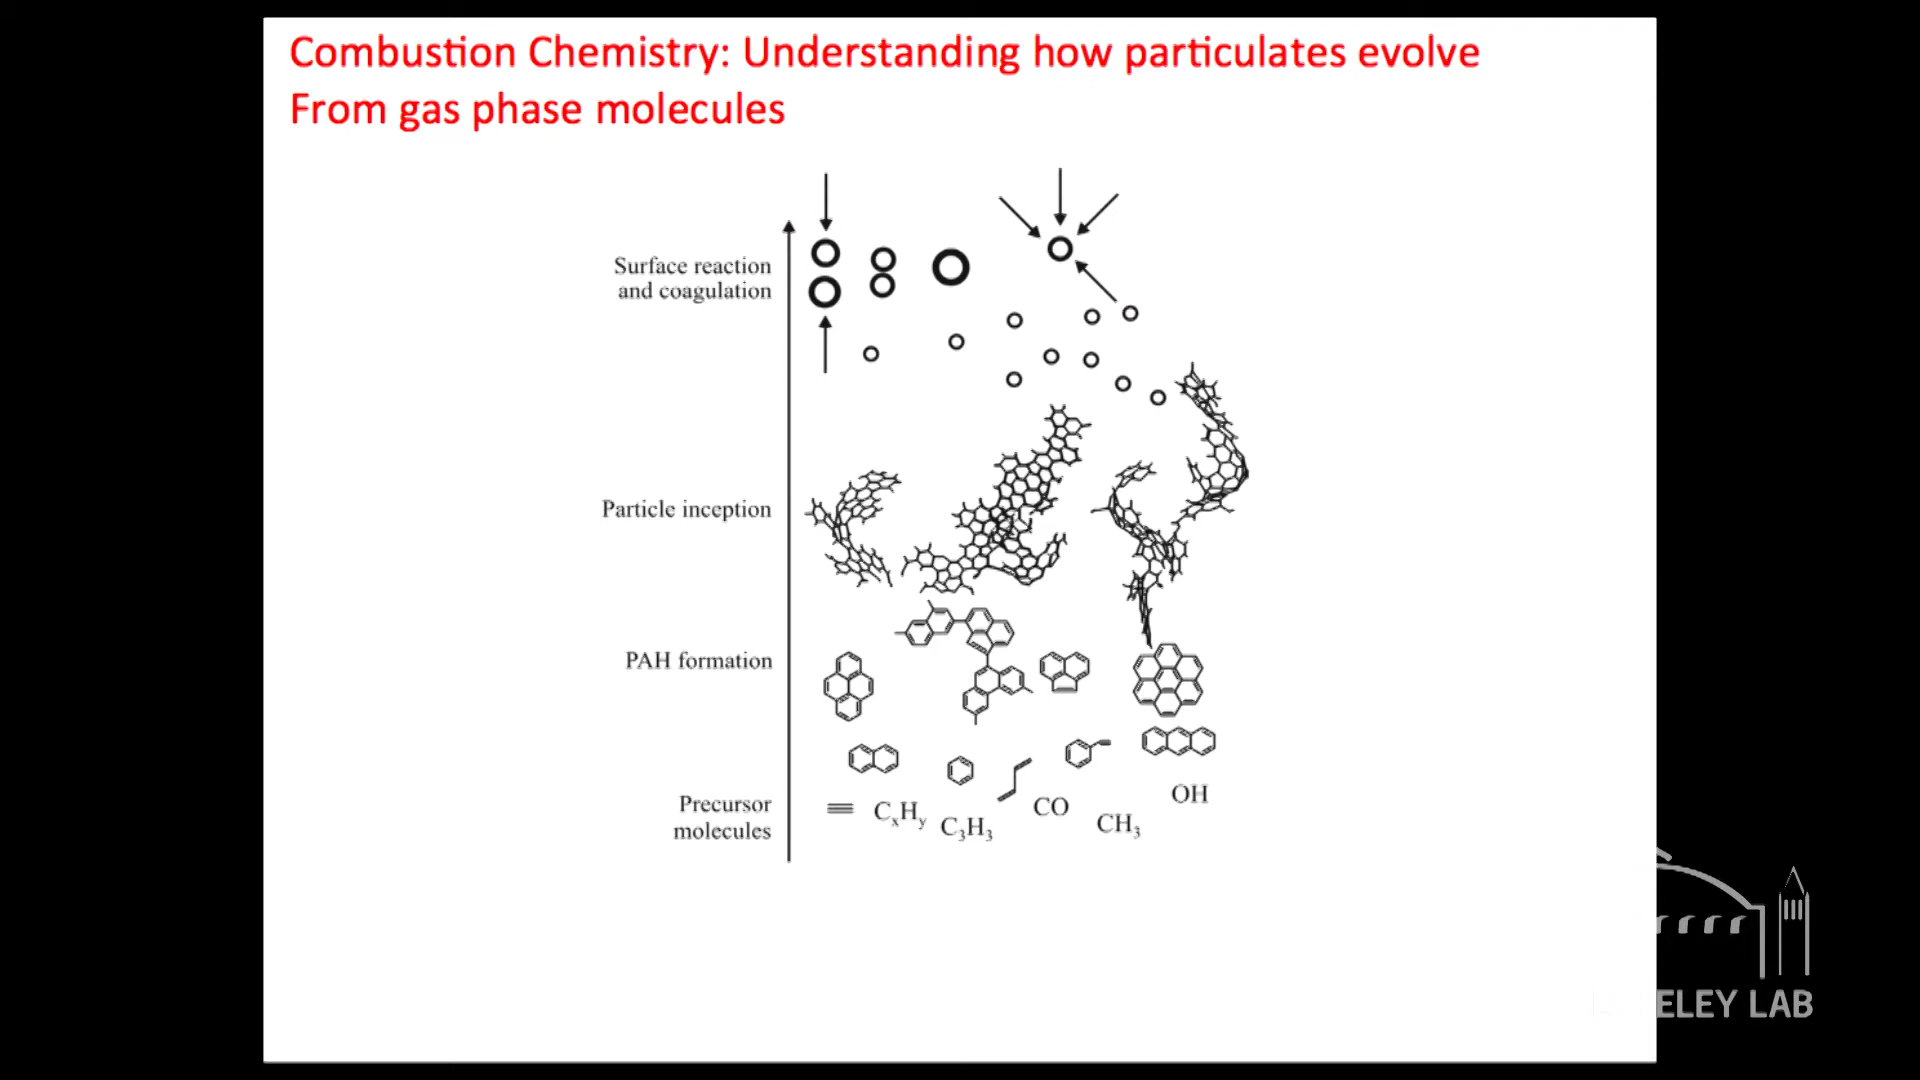 Combustion Chemistry: Understanding how particulates evolve
From gas phase molecules
Surface reaction
and coagulation
Particle inception
PAH formation
Precursor
molecules
CxHy
C3H3
CO
CH3
OH
ELEY LAB